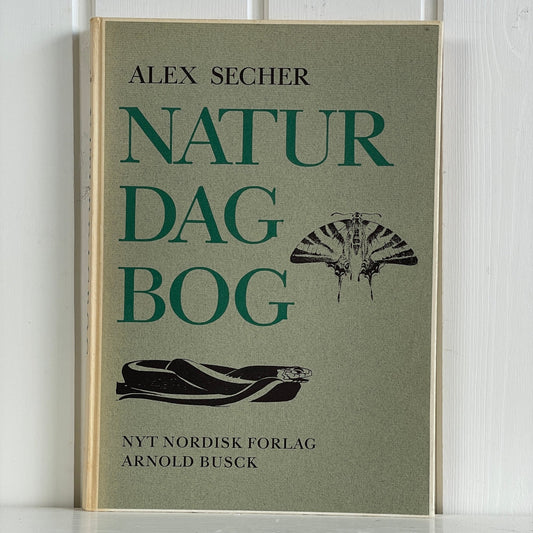 ALEX SECHER
NATUR
DAG
BOG
NYT NORDISK FORLAG
ARNOLD BUSCK